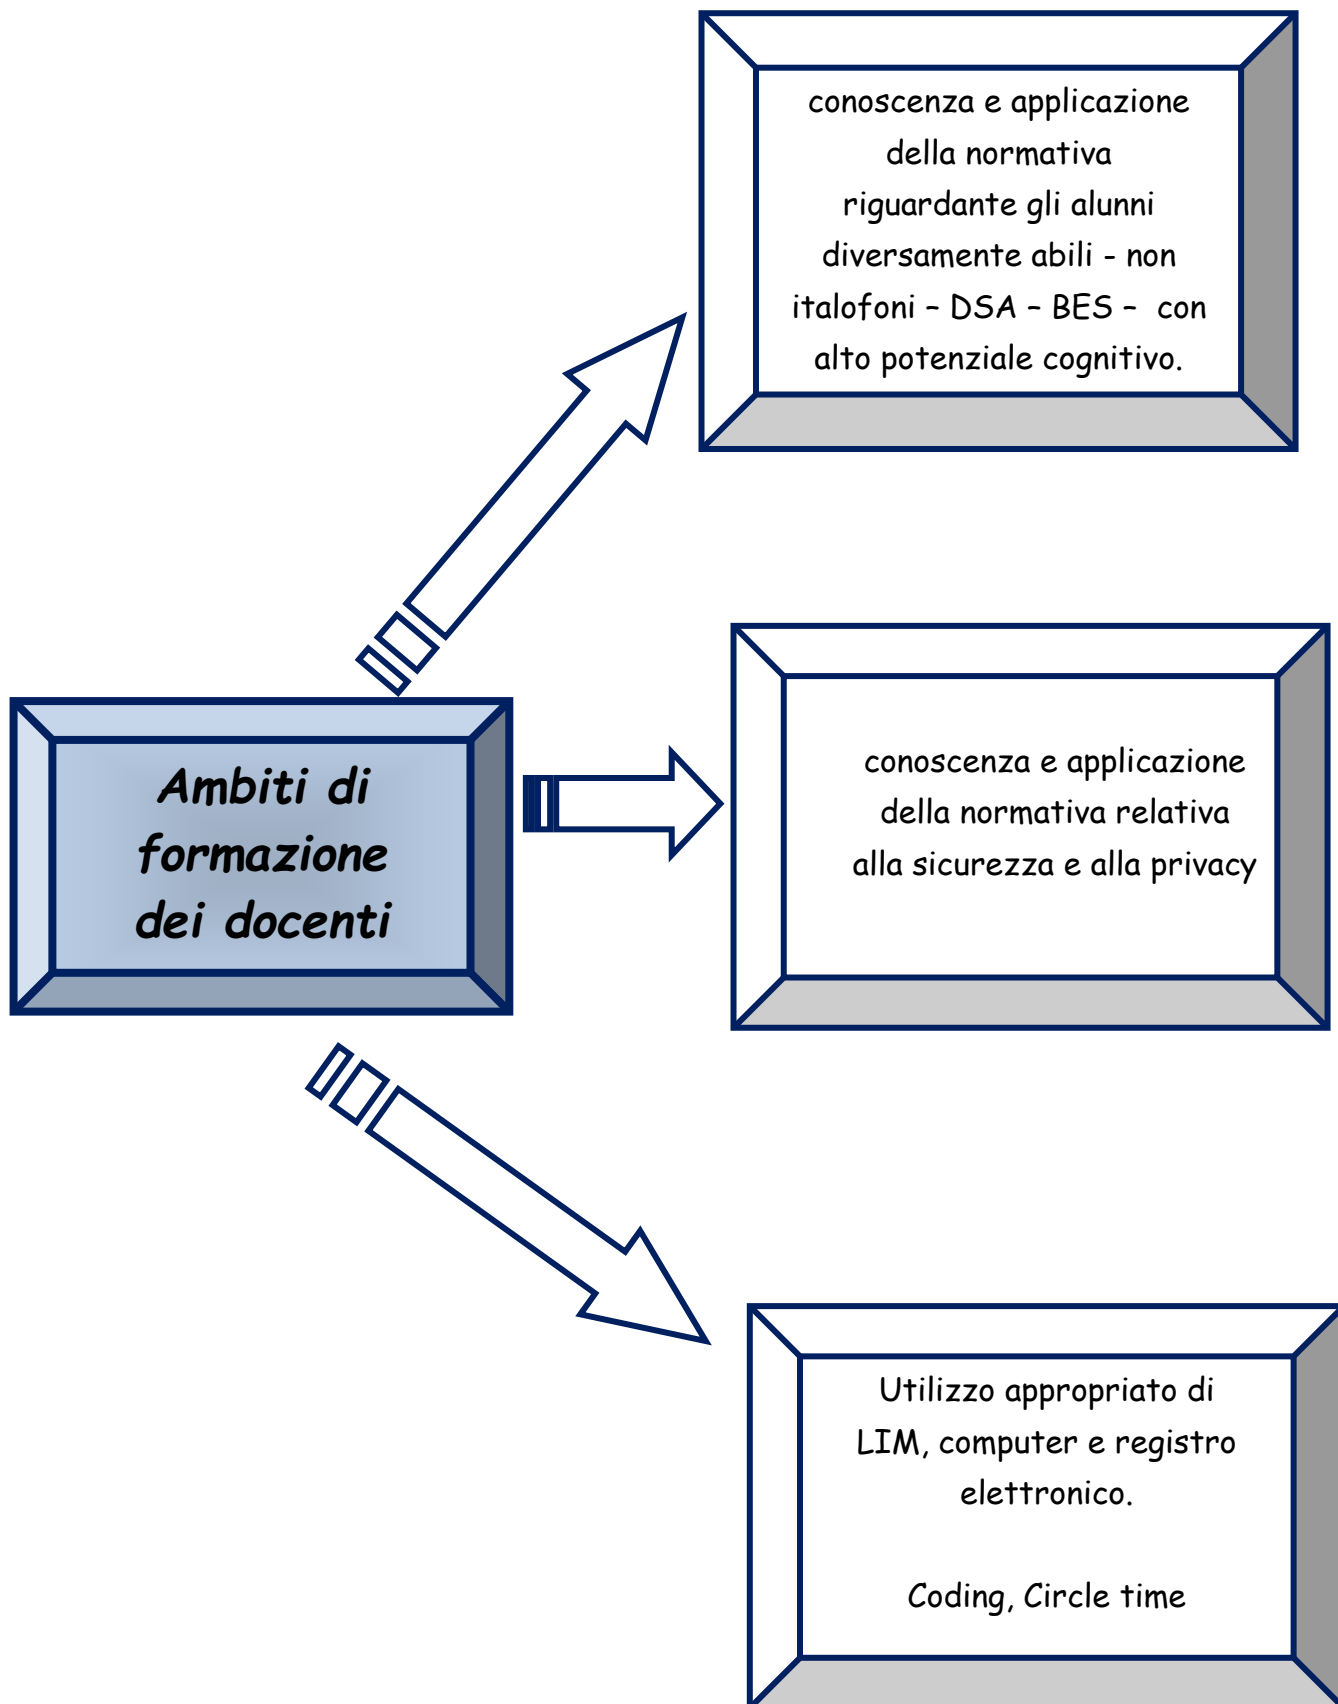 conoscenza e applicazione
della normativa
riguardante gli alunni
diversamente abili - non
italofoni – DSA – BES – con
alto potenziale cognitivo.
Ambiti di
formazione
dei docenti
conoscenza e applicazione
della normativa relativa
alla sicurezza e alla privacy
Utilizzo appropriato di
LIM, computer e registro
elettronico.
Coding, Circle time